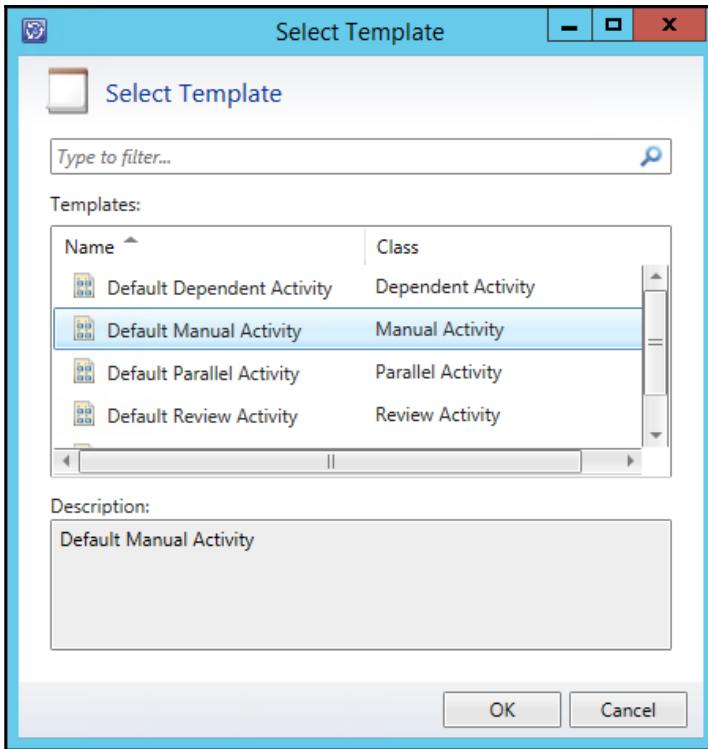 Select Template
Select Template
Type to filter...
Templates:
Name Class
Default Dependent Activity Dependent Activity
Default Manual Activity Manual Activity
Default Parallel Activity Parallel Activity
Default Review Activity Review Activity
Description:
Default Manual Activity
OK Cancel